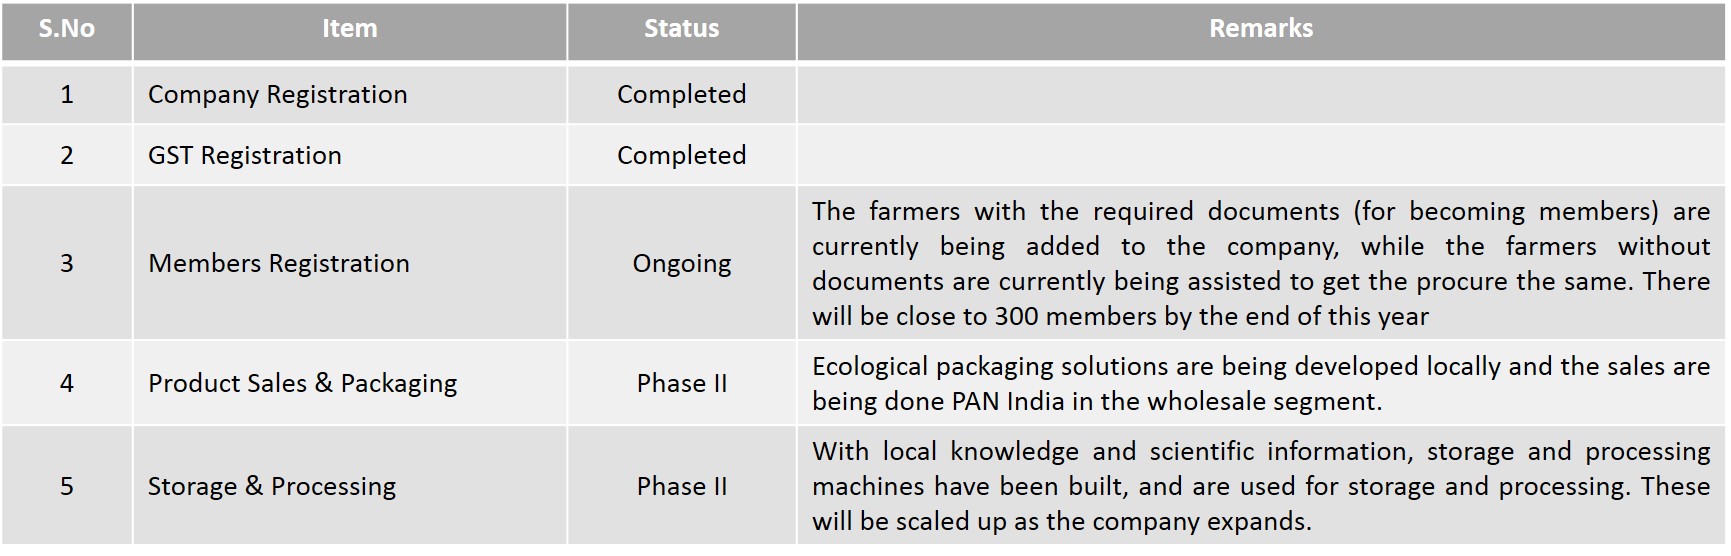 S.No Item Status Remarks
1 Company Registration Completed
2 GST Registration Completed
3 Members Registration Ongoing
The farmers with the required documents (for becoming members) are
currently being added to the company, while the farmers without
documents are currently being assisted to get the procure the same. There
will be close to 300 members by the end of this year
4 Product Sales & Packaging Phase II
Ecological packaging solutions are being developed locally and the sales are
being done PAN India in the wholesale segment.
5 Storage & Processing Phase II
With local knowledge and scientific information, storage and processing
machines have been built, and are used for storage and processing. These
will be scaled up as the company expands.